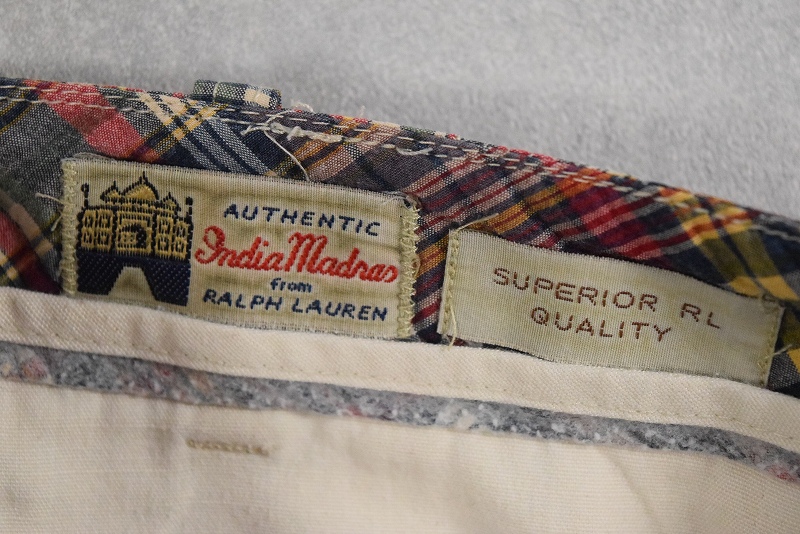 AUTHENTIC
India Madras
from
RALPH LAUREN
SUPERIOR RL
QUALITY